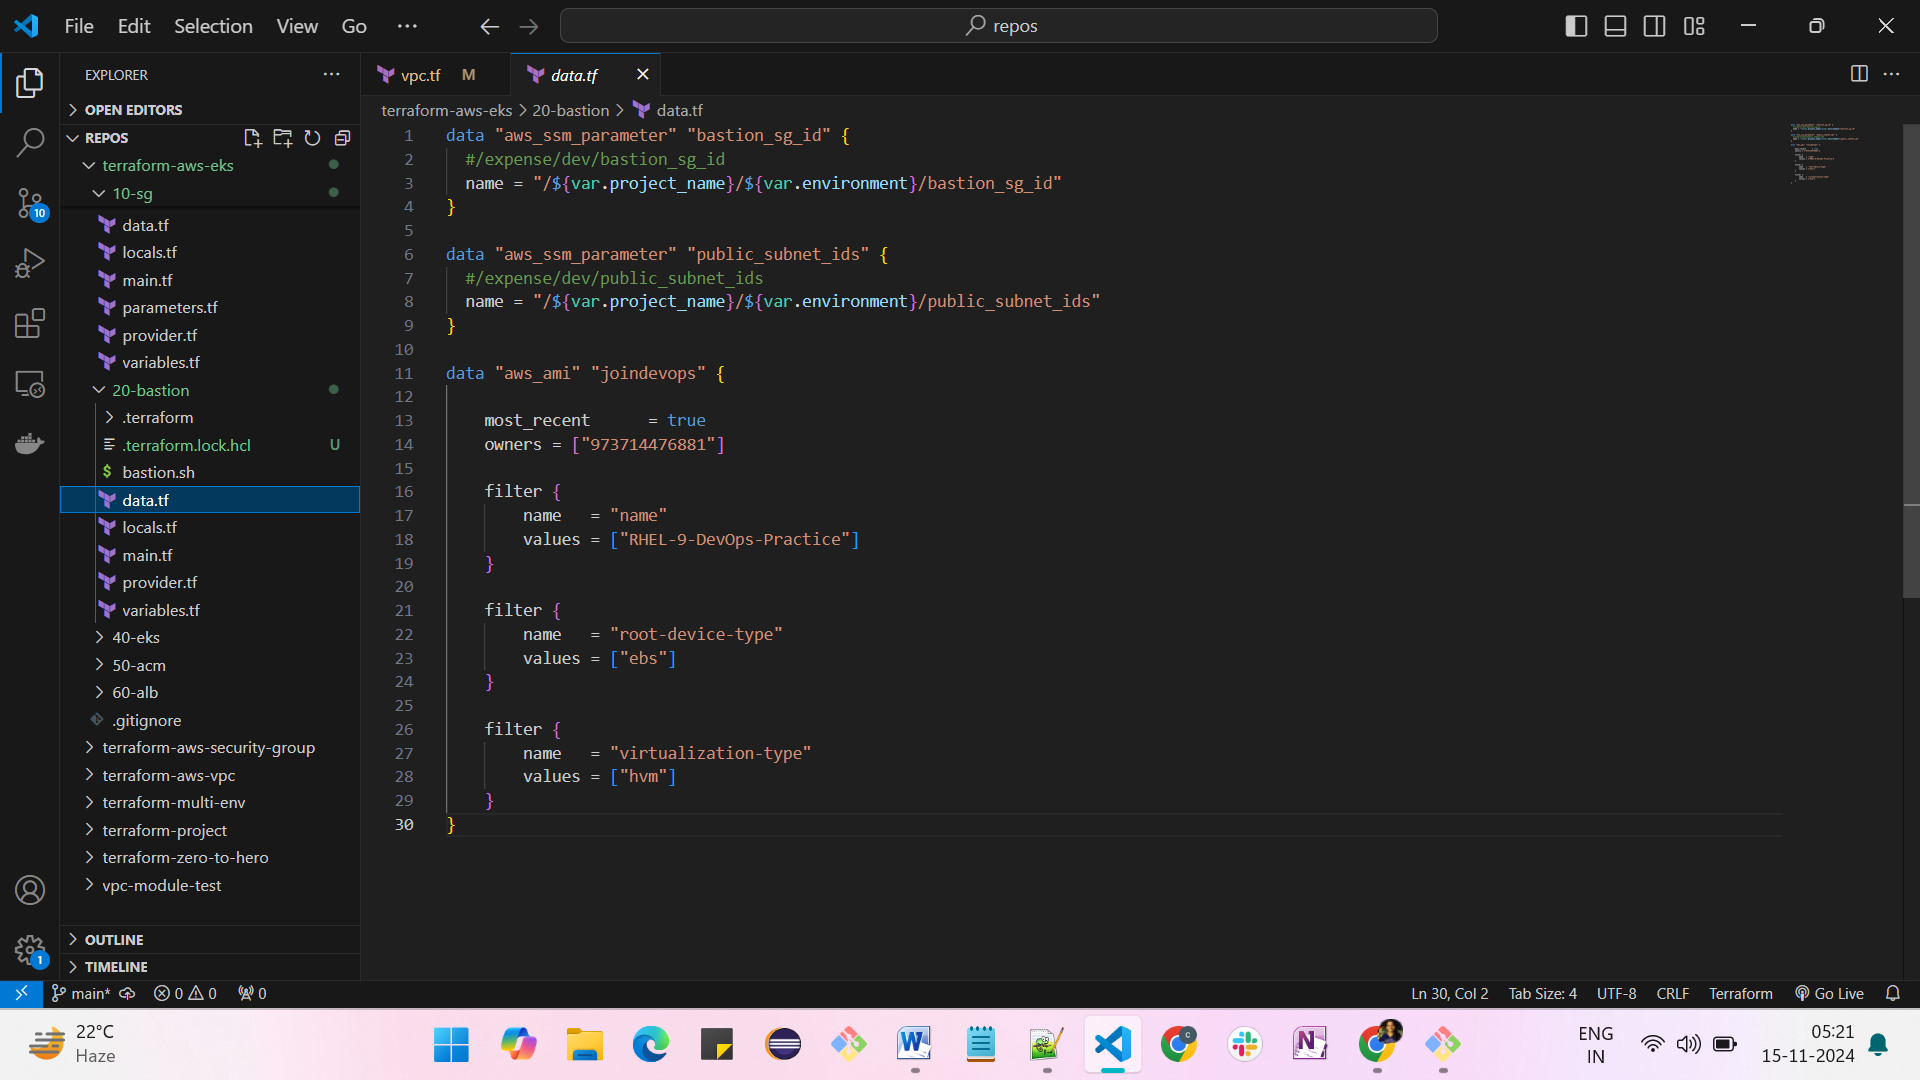 File Edit Selection View Go ···
repos
EXPLORER
OPEN EDITORS
REPOS
terraform-aws-eks
10-sg
data.tf
locals.tf
main.tf
parameters.tf
provider.tf
variables.tf
20-bastion
.terraform
.terraform.lock.hcl U
$ bastion.sh
data.tf
locals.tf
main.tf
provider.tf
variables.tf
40-eks
50-acm
60-alb
.gitignore
terraform-aws-security-group
terraform-aws-vpc
terraform-multi-env
terraform-project
terraform-zero-to-hero
vpc-module-test
OUTLINE
TIMELINE
10
1
vpc.tf M
data.tf
terraform-aws-eks > 20-bastion > data.tf
1 data "aws_ssm_parameter" "bastion_sg_id" {
2 #/expense/dev/bastion_sg_id
3 name = "/${var.project_name}/${var.environment}/bastion_sg_id"
4 }
5
6 data "aws_ssm_parameter" "public_subnet_ids" {
7 #/expense/dev/public_subnet_ids
8 name = "/${var.project_name}/${var.environment}/public_subnet_ids"
9 }
10
11 data "aws_ami" "joindevops" {
12
13 most_recent = true
14 owners = ["973714476881"]
15
16 filter {
17 name = "name"
18 values = ["RHEL-9-DevOps-Practice"]
19 }
20
21 filter {
22 name = "root-device-type"
23 values = ["ebs"]
24 }
25
26 filter {
27 name = "virtualization-type"
28 values = ["hvm"]
29 }
30 }
main* 0 0 0
Ln 30, Col 2 Tab Size: 4 UTF-8 CRLF Terraform Go Live
22°C
Haze
ENG
IN
05:21
15-11-2024